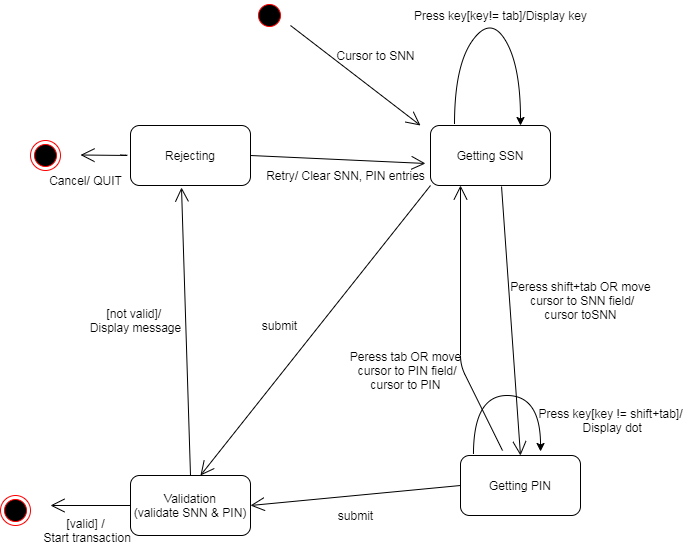 Press key[key!= tab]/Display key
Cursor to SNN
Rejecting
Getting SSN
Cancel/ QUIT
Retry/ Clear SNN, PIN entries
Peress shift+tab OR move
cursor to SNN field/
cursor toSNN
[not valid]/
Display message
submit
Peress tab OR move
cursor to PIN field/
cursor to PIN
Press key[key != shift+tab]/
Display dot
Validation
(validate SNN & PIN)
Getting PIN
submit
[valid] /
Start transaction